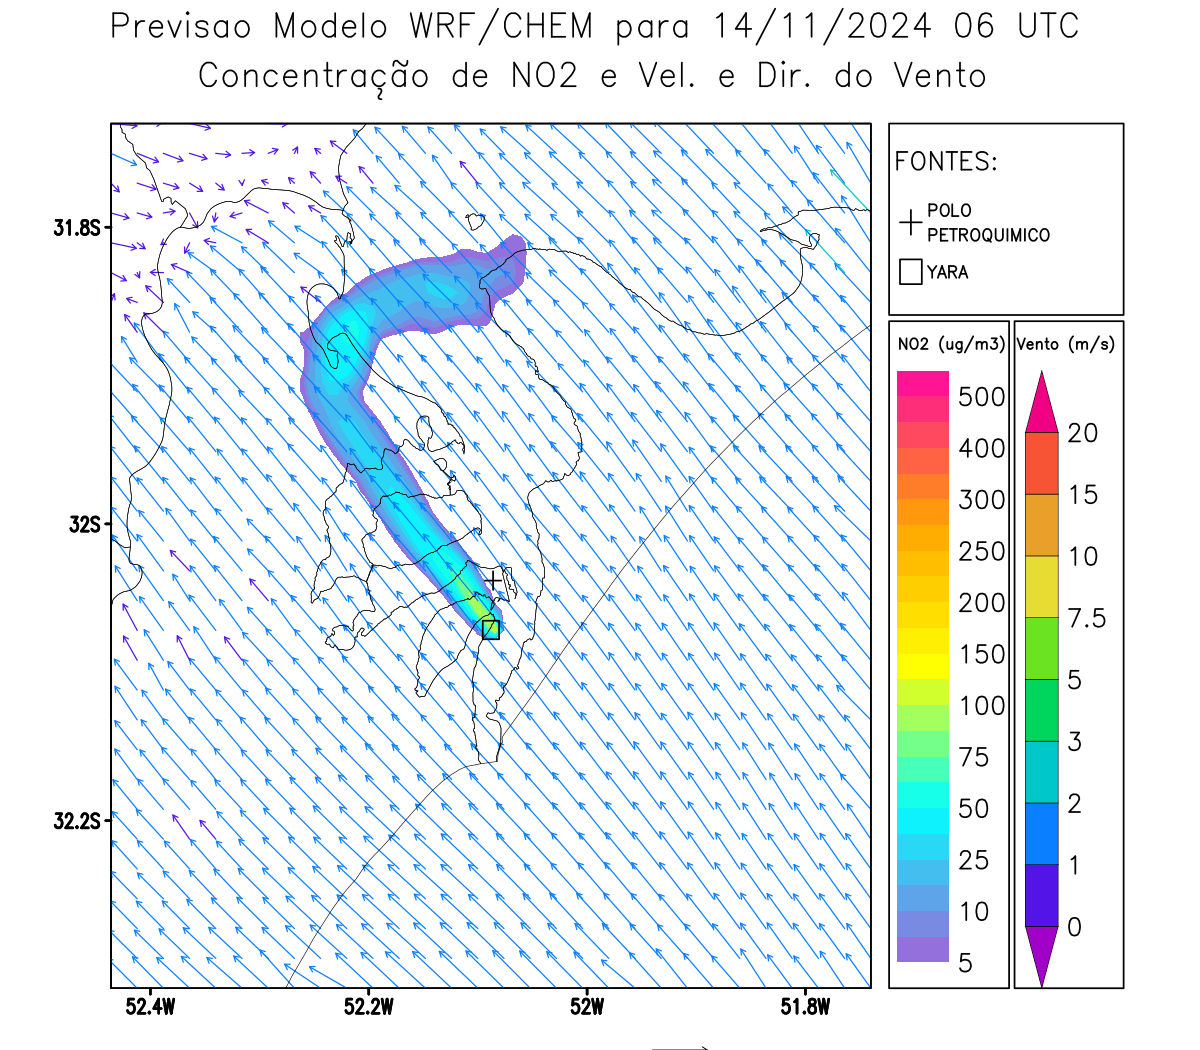 Previsao Modelo WRF/CHEM para 14/11/2024 06 UTC
Concentração de NO2 e Vel. e Dir. do Vento
FONTES:
POLO
PETROQUIMICO
YARA
31.8S
32S
32.2S
52.4W
52.2W
52W
51.8W
NO2 (ug/m3)
500
400
300
250
200
150
100
75
50
25
10
5
Vento (m/s)
20
15
10
7.5
5
3
2
1
0